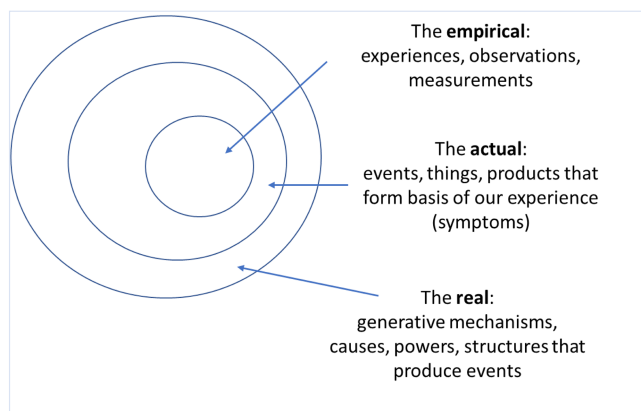 The empirical:
experiences, observations,
measurements
The actual:
events, things, products that
form basis of our experience
(symptoms)
The real:
generative mechanisms,
causes, powers, structures that
produce events